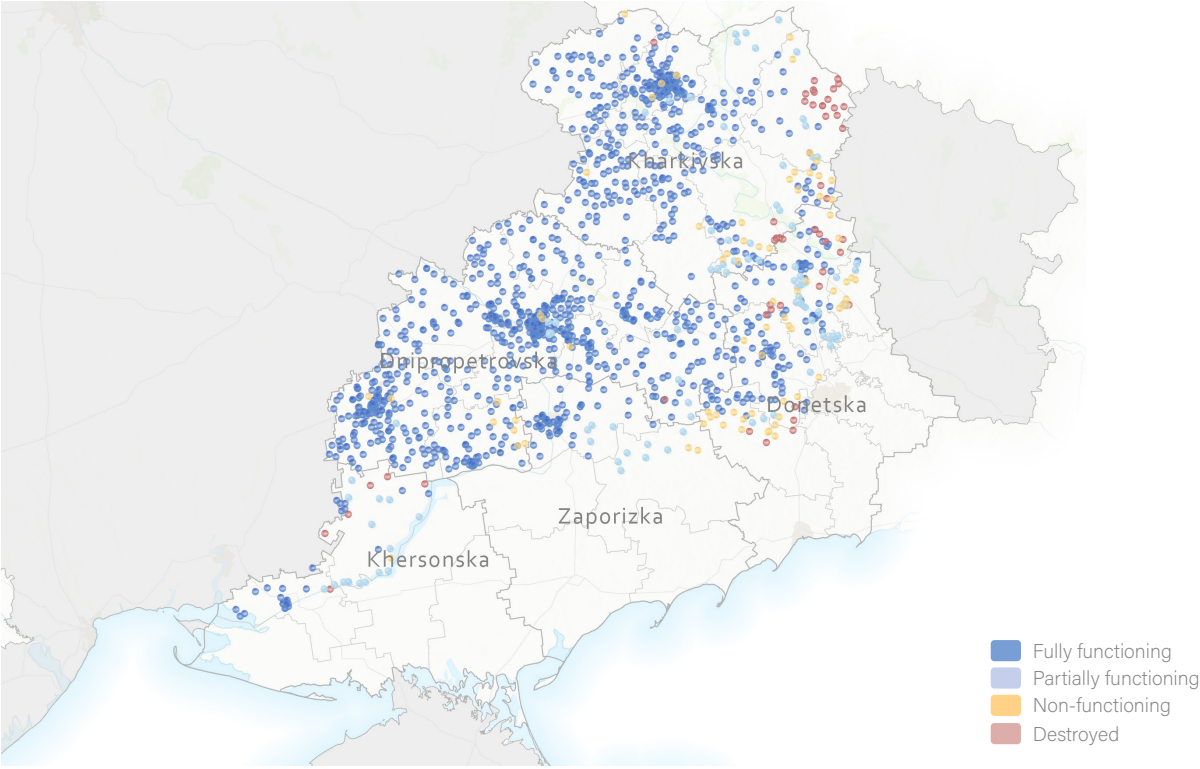 Kharkivska
Dnipropetrovska
Donetska
Zaporizka
Khersonska
Fully functioning
Partially functioning
Non-functioning
Destroyed